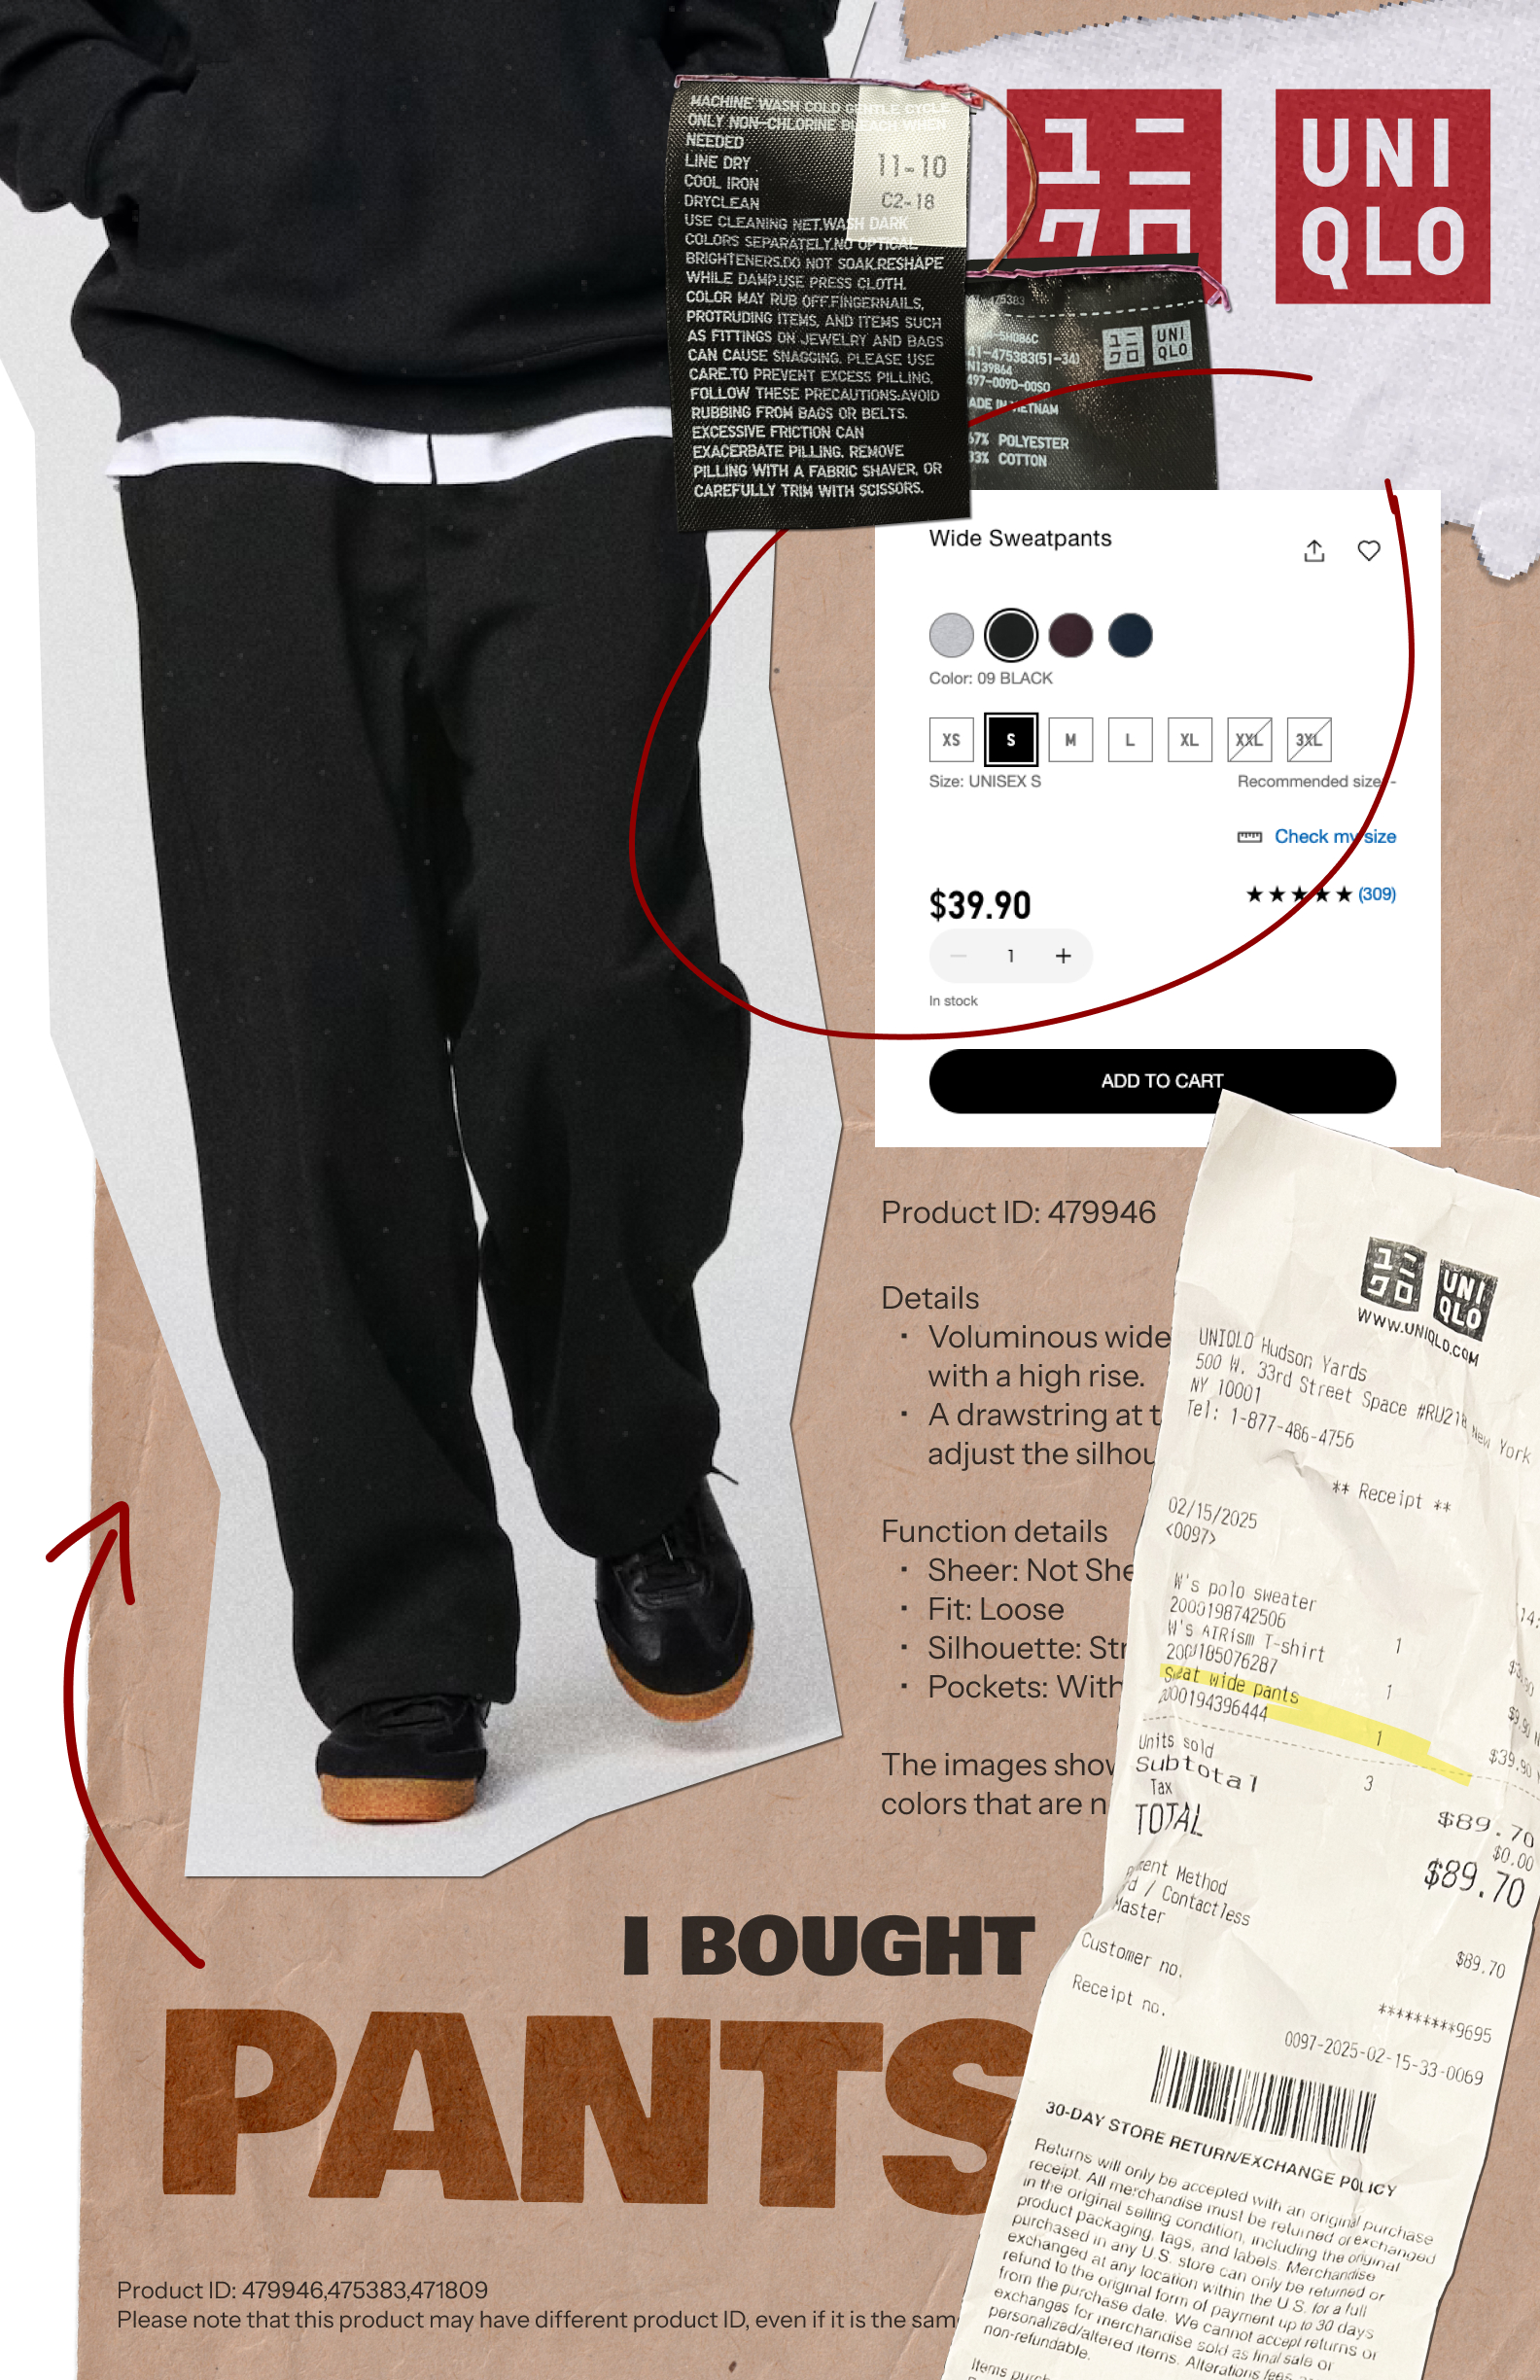 MACHINE WASH COLD GENTLE CYCLE
ONLY NON-CHLORINE BLEACH WHEN
NEEDED
LINE DRY
COOL IRON
DRYCLEAN
USE CLEANING NET.WASH DARK
COLORS SEPARATELY.NO OPTICAL
BRIGHTENERS.DO NOT SOAK.RESHAPE
WHILE DAMP.USE PRESS CLOTH.
COLOR MAY RUB OFF.FINGERNAILS,
PROTRUDING ITEMS, AND ITEMS SUCH
AS FITTINGS ON JEWELRY AND BAGS
CAN CAUSE SNAGGING. PLEASE USE
CARE.TO PREVENT EXCESS PILLING,
FOLLOW THESE PRECAUTIONS:AVOID
RUBBING FROM BAGS OR BELTS.
EXCESSIVE FRICTION CAN
EXACERBATE PILLING. REMOVE
PILLING WITH A FABRIC SHAVER, OR
CAREFULLY TRIM WITH SCISSORS.
11-10
C2-18
ユニ
クロ
UNI
QLO
475383
41-475383(51-34)
N139864
497-009D-00SO
ADE IN VIETNAM
67% POLYESTER
33% COTTON
ユニ
クロ
UNI
QLO
Wide Sweatpants
Color: 09 BLACK
XS S M L XL XXL 3XL
Size: UNISEX S
Recommended size: -
Check my size
$39.90
★★★★★ (309)
1
In stock
ADD TO CART
Product ID: 479946
Details
· Voluminous wide
with a high rise.
· A drawstring at t
adjust the silhou
Function details
· Sheer: Not She
· Fit: Loose
· Silhouette: Str
· Pockets: With
The images show
colors that are n
ユニ
クロ
UNI
QLO
WWW.UNIQLO.COM
UNIQLO Hudson Yards
500 W. 33rd Street Space #RU218 New York
NY 10001
Tel: 1-877-486-4756
** Receipt **
02/15/2025
<0097>
14:
W's polo sweater
2000198742506 1
W's AIRism T-shirt
2000185076287 1 $9.90
Sweat wide pants
2000194396444 1 $39.90
Units sold 3
Subtotal $89.70
Tax $0.00
TOTAL $89.70
ment Method
rd / Contactless
Master $89.70
Customer no. *********9695
Receipt no. 0097-2025-02-15-33-0069
30-DAY STORE RETURN/EXCHANGE POLICY
Returns will only be accepted with an original purchase
receipt. All merchandise must be returned or exchanged
in the original selling condition, including the original
product packaging, tags, and labels. Merchandise
purchased in any U.S. store can only be returned or
exchanged at any location within the U.S. for a full
refund to the original form of payment up to 30 days
from the purchase date. We cannot accept returns or
exchanges for merchandise sold as final sale or
personalized/altered items. Alterations fees
non-refundable.
Items purch
I BOUGHT
PANTS
Product ID: 479946,475383,471809
Please note that this product may have different product ID, even if it is the sam